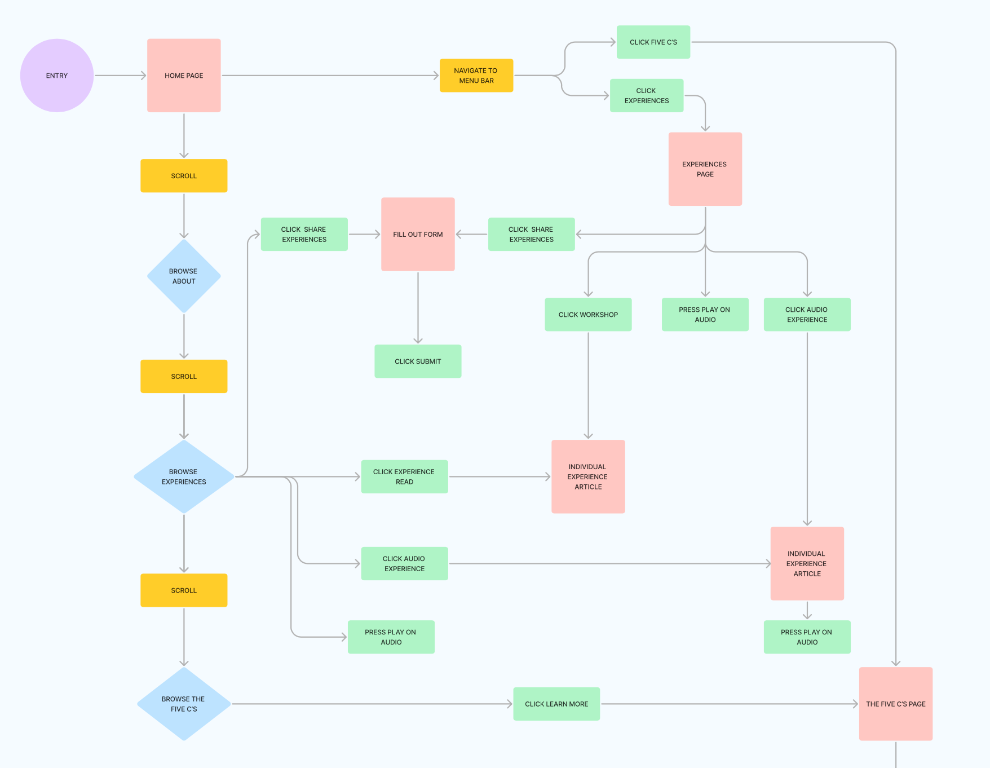 ENTRY
HOME PAGE
NAVIGATE TO
MENU BAR
CLICK FIVE C'S
CLICK
EXPERIENCES
EXPERIENCES
PAGE
SCROLL
CLICK SHARE
EXPERIENCES
FILL OUT FORM
CLICK SHARE
EXPERIENCES
BROWSE
ABOUT
CLICK WORKSHOP
PRESS PLAY ON
AUDIO
CLICK AUDIO
EXPERIENCE
CLICK SUBMIT
SCROLL
BROWSE
EXPERIENCES
CLICK EXPERIENCE
READ
INDIVIDUAL
EXPERIENCE
ARTICLE
CLICK AUDIO
EXPERIENCE
INDIVIDUAL
EXPERIENCE
ARTICLE
SCROLL
PRESS PLAY ON
AUDIO
PRESS PLAY ON
AUDIO
BROWSE THE
FIVE C'S
CLICK LEARN MORE
THE FIVE C'S PAGE